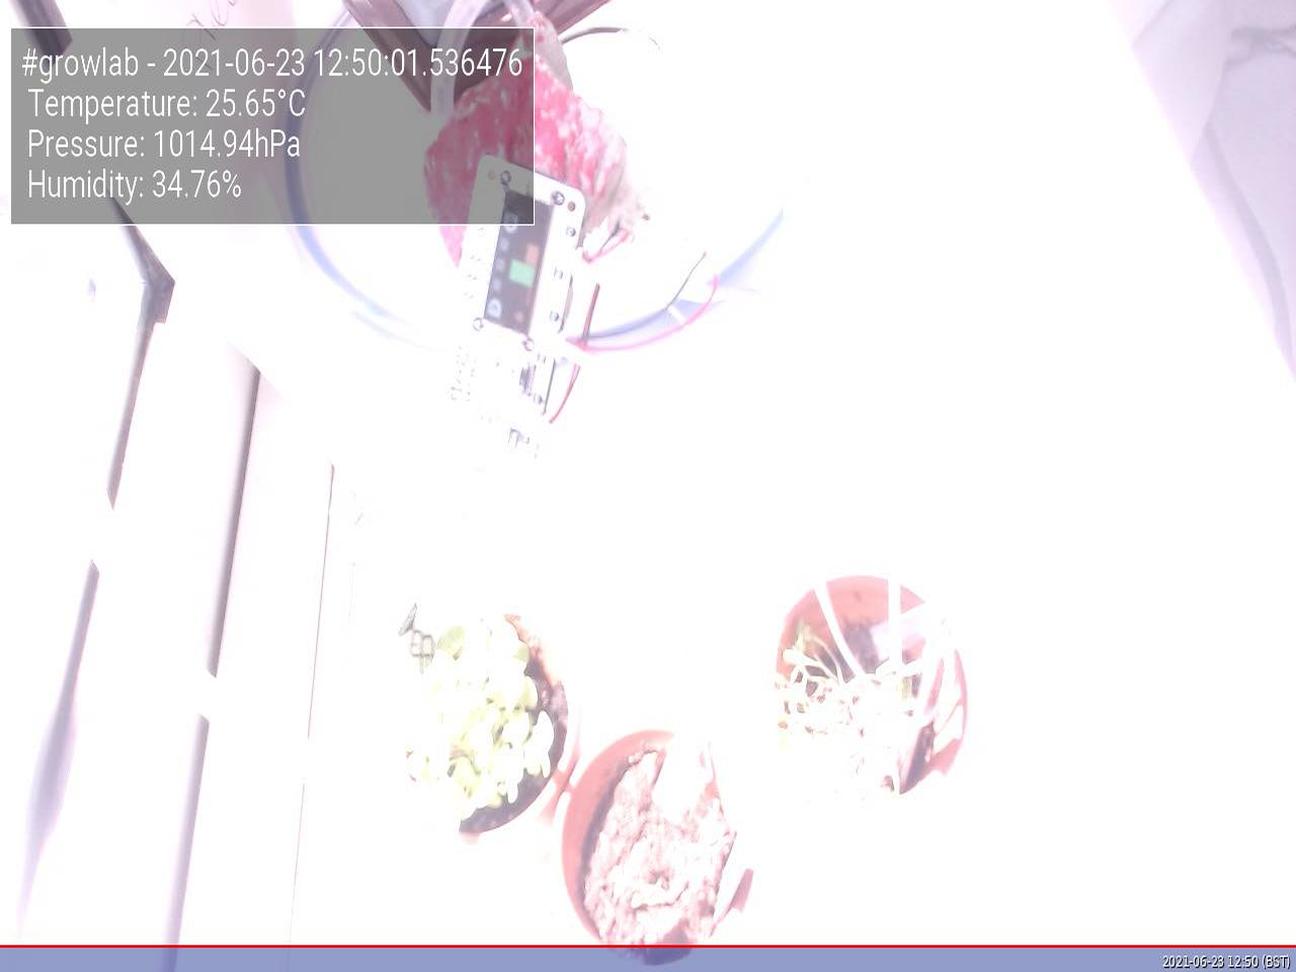 #growlab - 2021-06-23 12:50:01.536476
Temperature: 25.65°C
Pressure: 1014.94hPa
Humidity: 34.76%
2021-06-23 12:50 (BST)